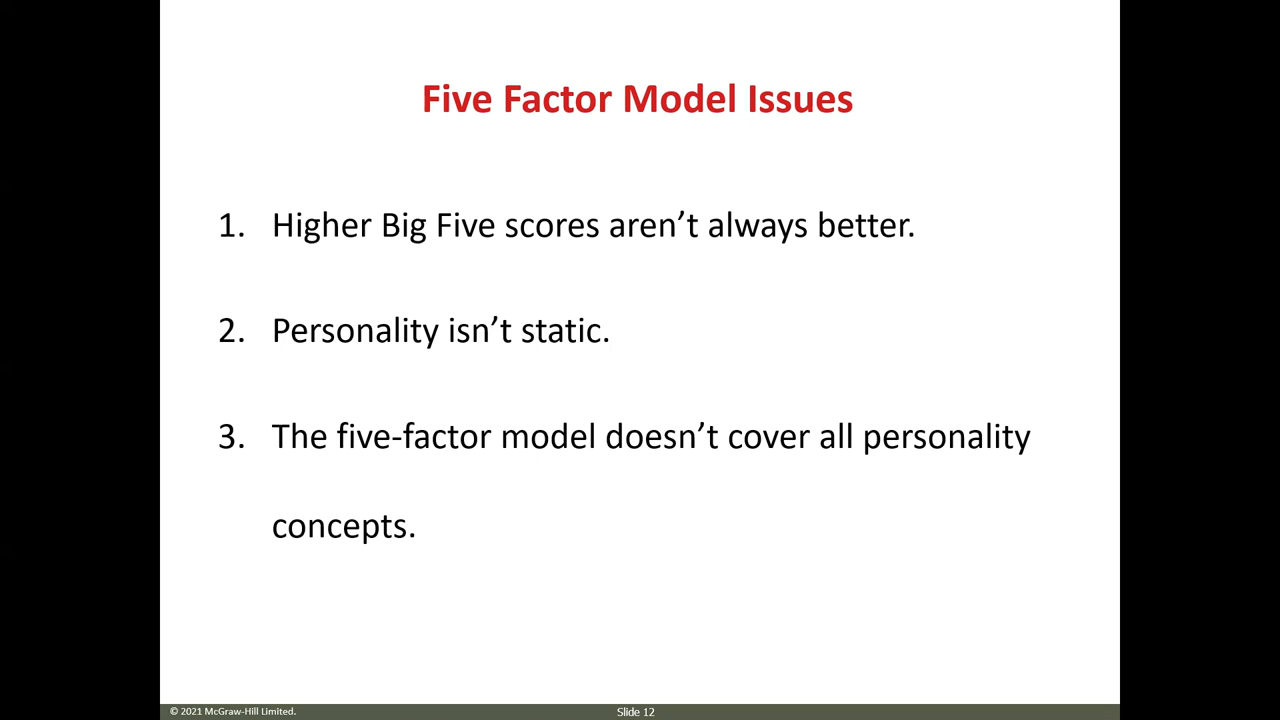 Five Factor Model Issues
1. Higher Big Five scores aren’t always better.
2. Personality isn’t static.
3. The five-factor model doesn’t cover all personality
concepts.
© 2021 McGraw-Hill Limited.
Slide 12